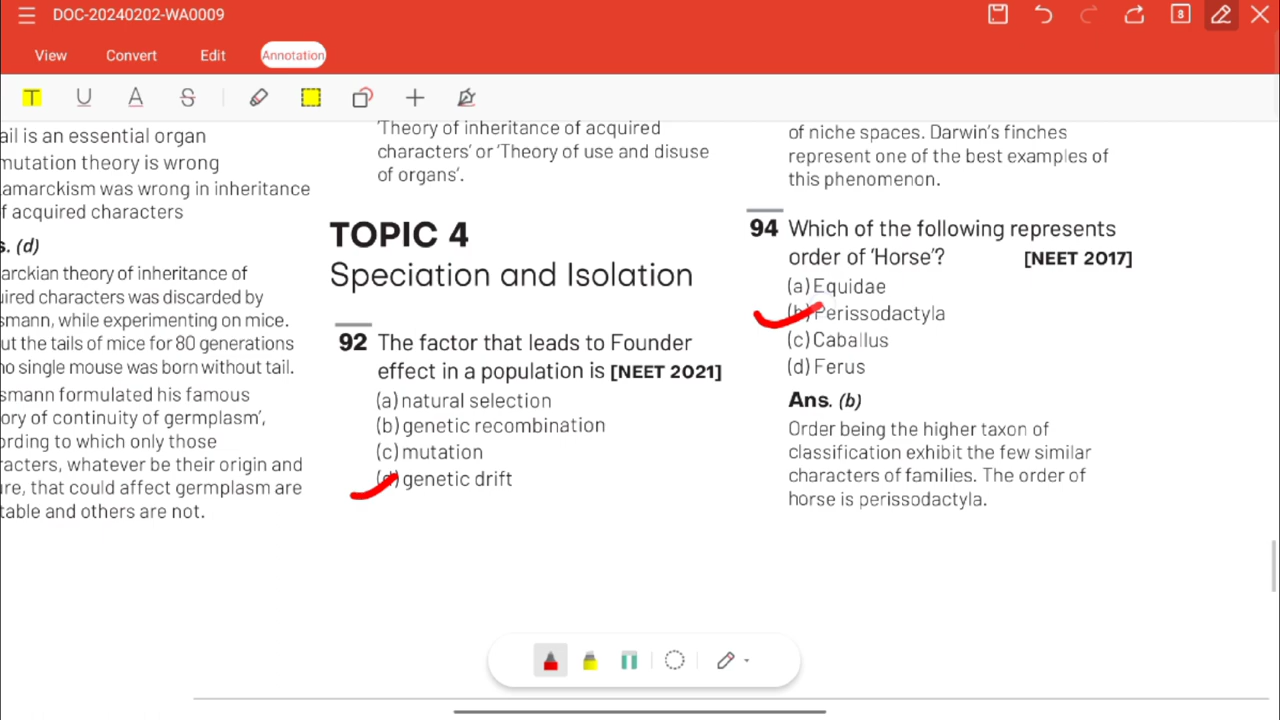 DOC-20240202-WA0009
8
View Convert Edit Annotation
T U A S
ail is an essential organ
mutation theory is wrong
amarckism was wrong in inheritance
f acquired characters
s. (d)
arckian theory of inheritance of
uired characters was discarded by
smann, while experimenting on mice.
ut the tails of mice for 80 generations
no single mouse was born without tail.
smann formulated his famous
ory of continuity of germplasm',
ording to which only those
racters, whatever be their origin and
ure, that could affect germplasm are
table and others are not.
'Theory of inheritance of acquired
characters' or 'Theory of use and disuse
of organs'.
TOPIC 4
Speciation and Isolation
92 The factor that leads to Founder
effect in a population is [NEET 2021]
(a) natural selection
(b) genetic recombination
(c) mutation
(d) genetic drift
of niche spaces. Darwin's finches
represent one of the best examples of
this phenomenon.
94 Which of the following represents
order of 'Horse'? [NEET 2017]
(a) Equidae
(b) Perissodactyla
(c) Caballus
(d) Ferus
Ans. (b)
Order being the higher taxon of
classification exhibit the few similar
characters of families. The order of
horse is perissodactyla.